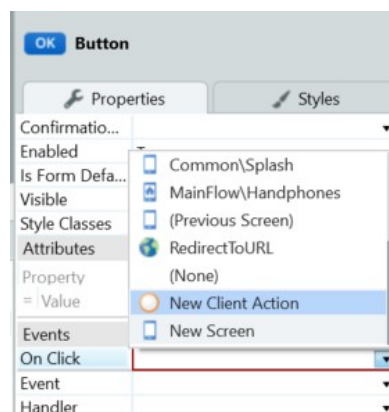 OK Button
Properties Styles
Confirmatio...
Enabled
Is Form Defa...
Visible
Style Classes
Attributes
Property
= Value
Events
On Click
Event
Handler
Common\Splash
MainFlow\Handphones
(Previous Screen)
RedirectToURL
(None)
New Client Action
New Screen